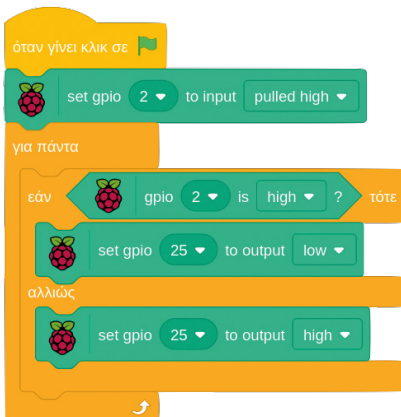 όταν γίνει κλικ σε
set gpio 2 to input pulled high
για πάντα
εάν gpio 2 is high ? τότε
set gpio 25 to output low
αλλιώς
set gpio 25 to output high